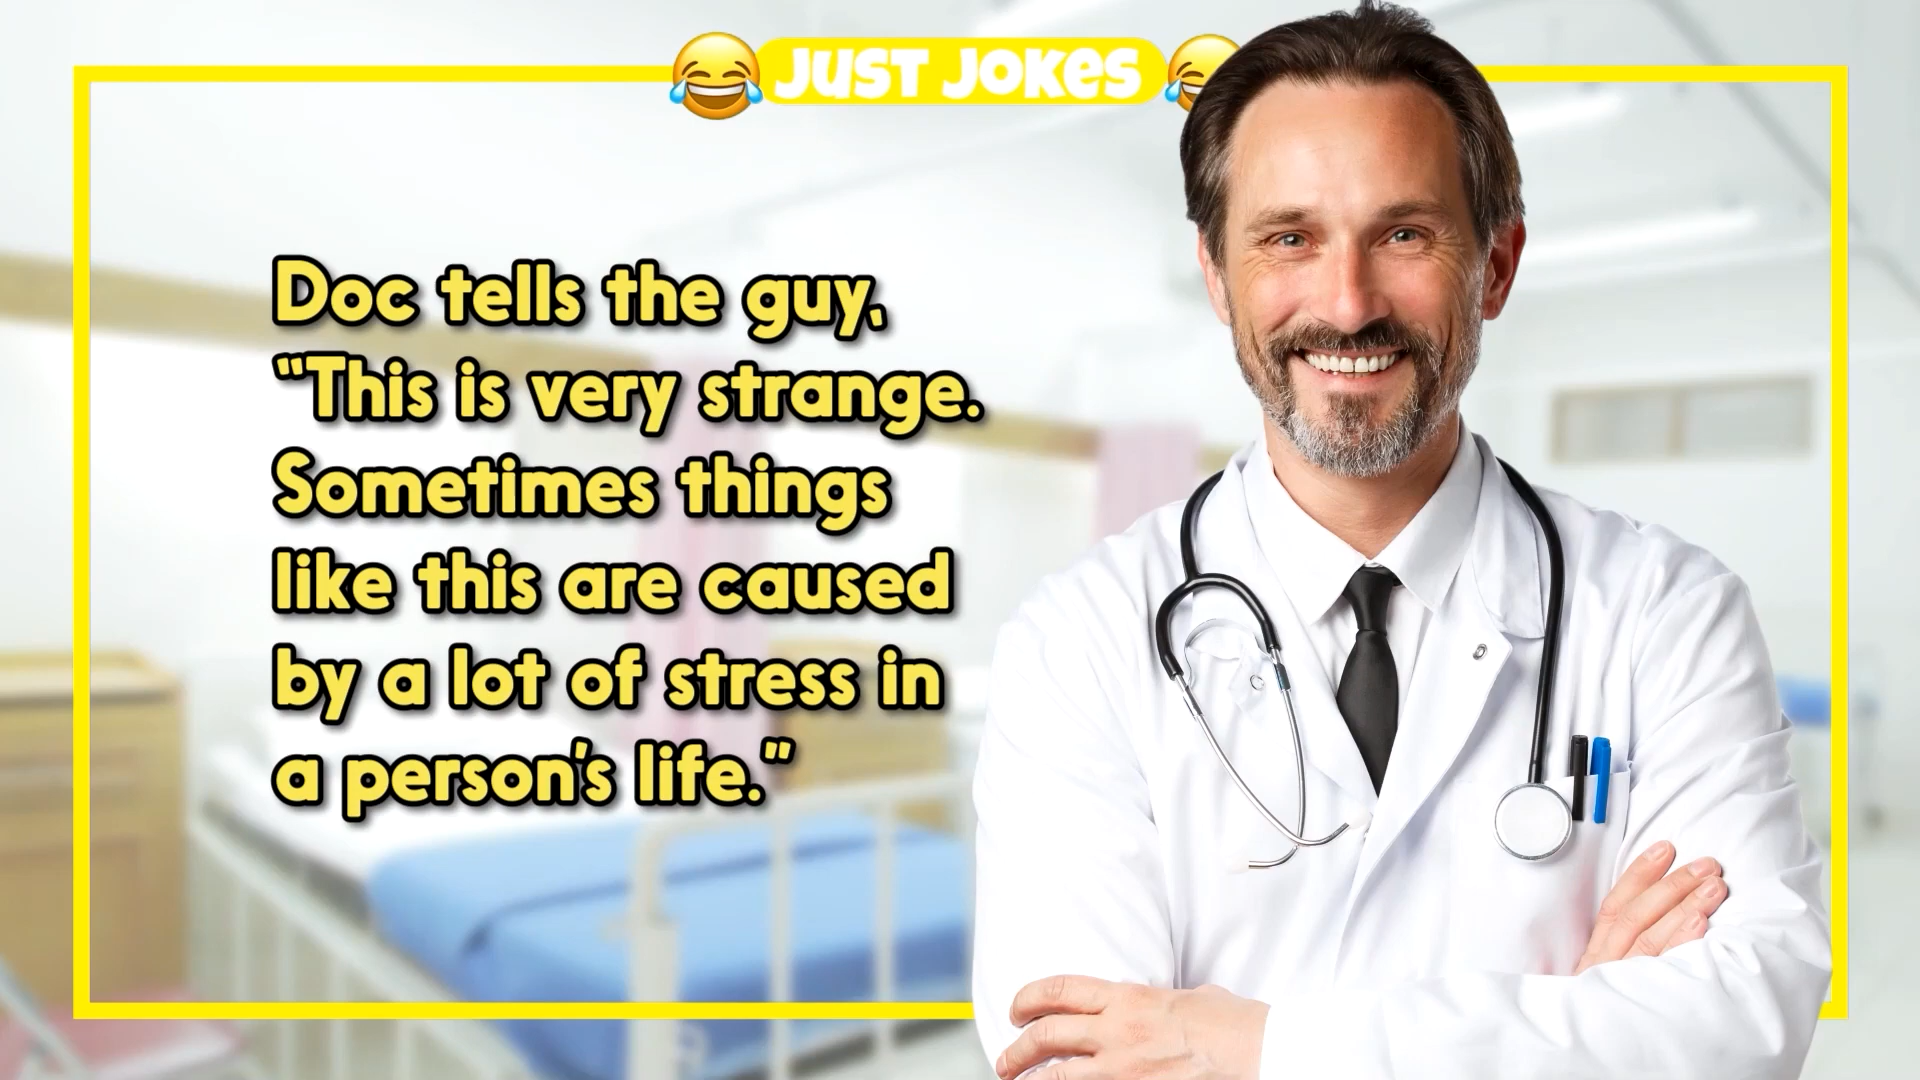 JUST JOKES
Doc tells the guy,
"This is very strange.
Sometimes things
like this are caused
by a lot of stress in
a person's life."